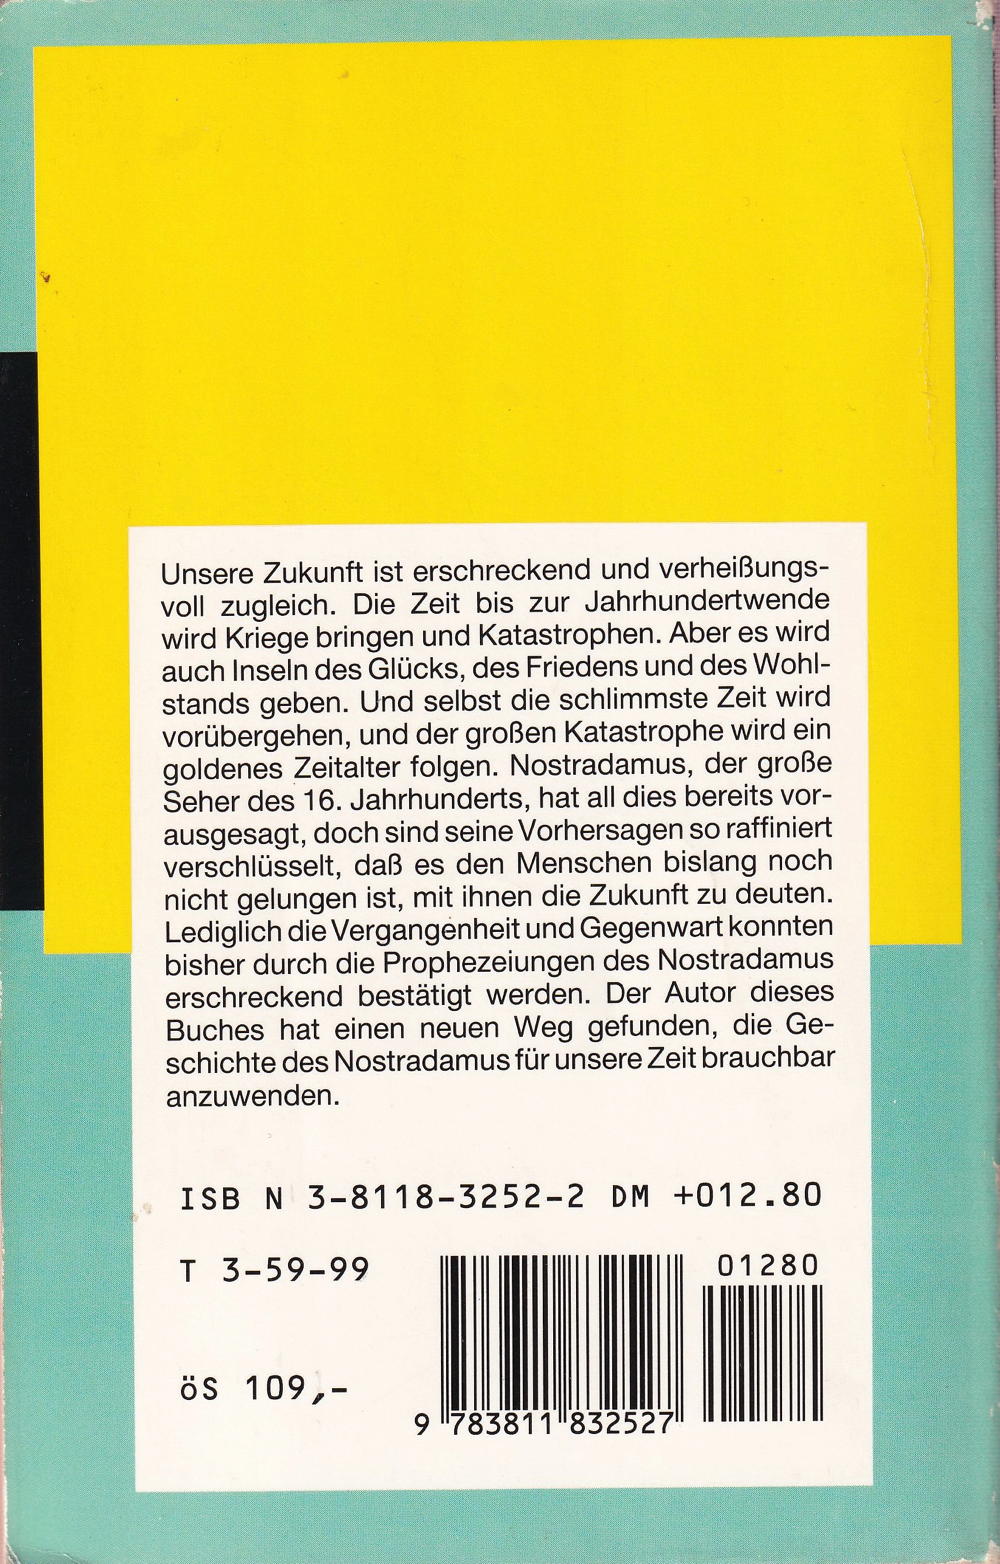 Unsere Zukunft ist erschreckend und verheißungs-
voll zugleich. Die Zeit bis zur Jahrhundertwende
wird Kriege bringen und Katastrophen. Aber es wird
auch Inseln des Glücks, des Friedens und des Wohl-
stands geben. Und selbst die schlimmste Zeit wird
vorübergehen, und der großen Katastrophe wird ein
goldenes Zeitalter folgen. Nostradamus, der große
Seher des 16. Jahrhunderts, hat all dies bereits vor-
ausgesagt, doch sind seine Vorhersagen so raffiniert
verschlüsselt, daß es den Menschen bislang noch
nicht gelungen ist, mit ihnen die Zukunft zu deuten.
Lediglich die Vergangenheit und Gegenwart konnten
bisher durch die Prophezeiungen des Nostradamus
erschreckend bestätigt werden. Der Autor dieses
Buches hat einen neuen Weg gefunden, die Ge-
schichte des Nostradamus für unsere Zeit brauchbar
anzuwenden.
ISB N 3-8118-3252-2 DM +012.80
T 3-59-99
01280
öS 109,-
9 783811 832527